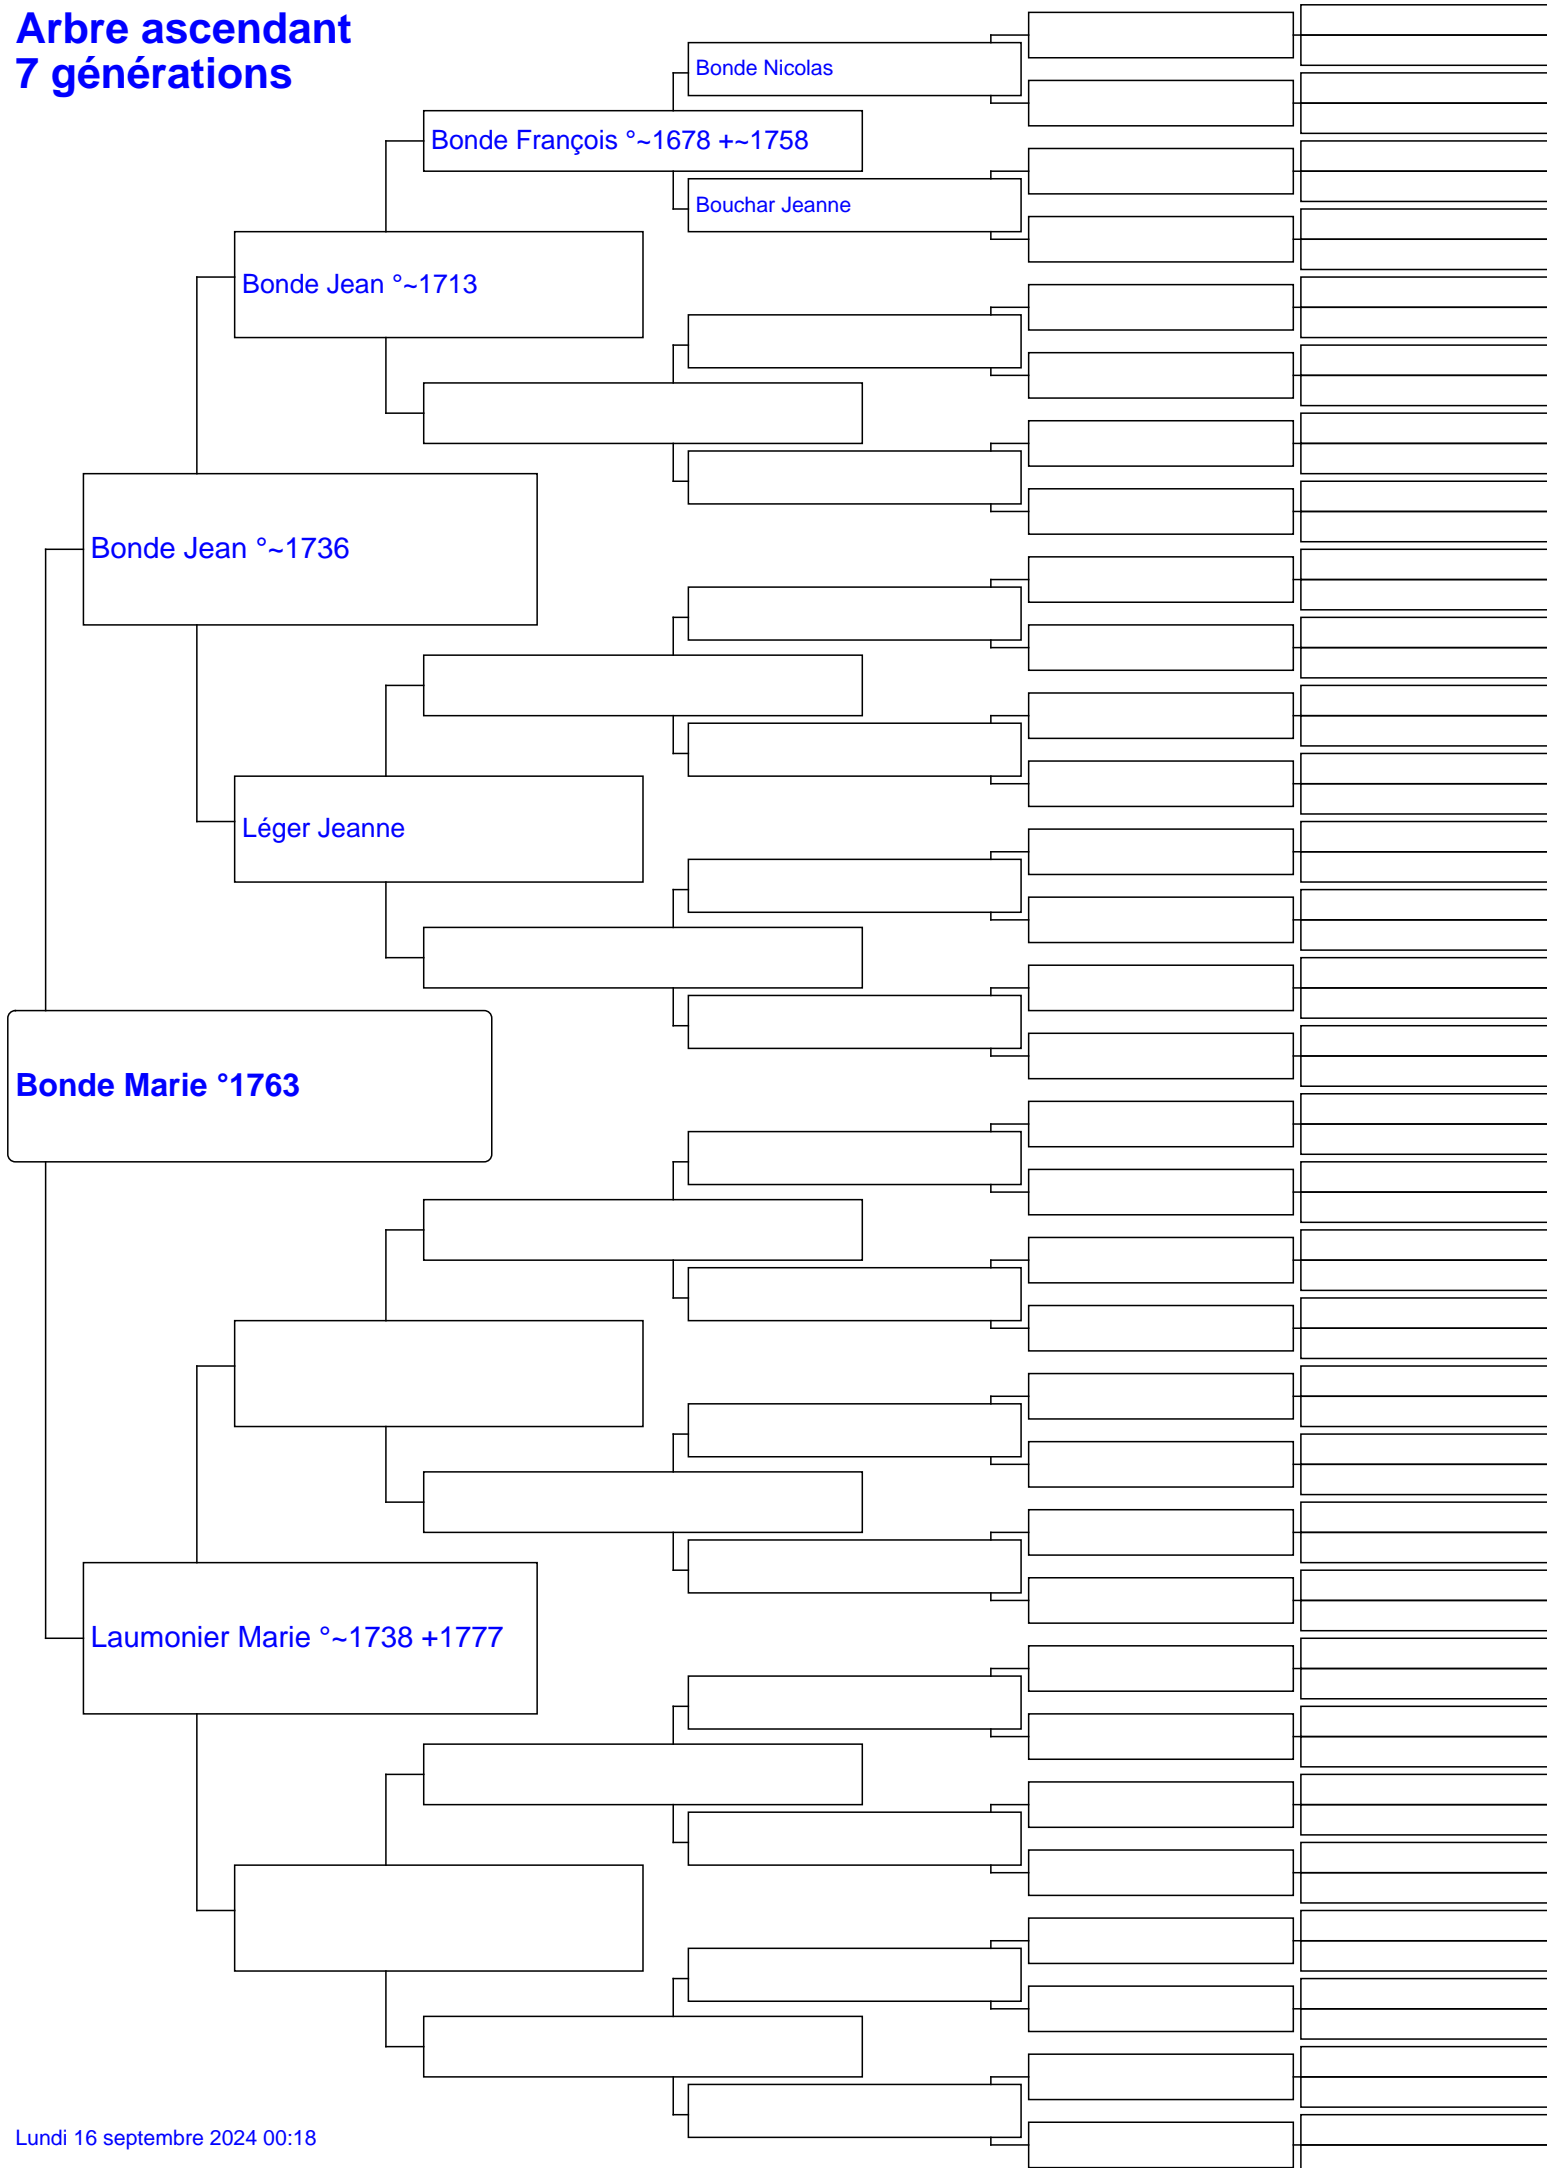 Arbre ascendant
7 générations
Bonde Nicolas
Bonde François °~1678 +~1758
Bouchar Jeanne
Bonde Jean °~1713
Bonde Jean °~1736
Léger Jeanne
Bonde Marie °1763
Laumonier Marie °~1738 +1777
Lundi 16 septembre 2024 00:18